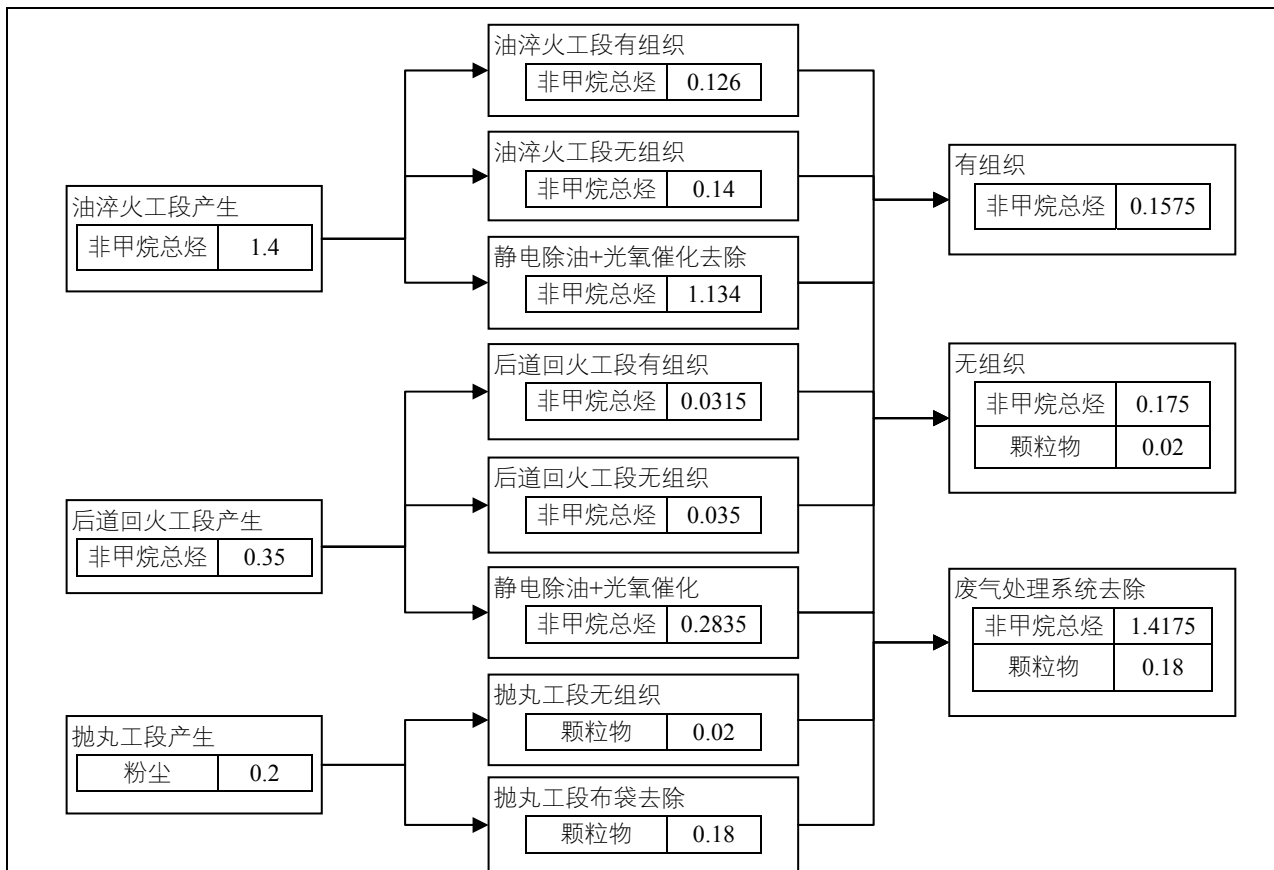 油淬火工段产生
非甲烷总烃 1.4
后道回火工段产生
非甲烷总烃 0.35
抛丸工段产生
粉尘 0.2
油淬火工段有组织
非甲烷总烃 0.126
油淬火工段无组织
非甲烷总烃 0.14
静电除油+光氧催化去除
非甲烷总烃 1.134
后道回火工段有组织
非甲烷总烃 0.0315
后道回火工段无组织
非甲烷总烃 0.035
静电除油+光氧催化
非甲烷总烃 0.2835
抛丸工段无组织
颗粒物 0.02
抛丸工段布袋去除
颗粒物 0.18
有组织
非甲烷总烃 0.1575
无组织
非甲烷总烃 0.175
颗粒物 0.02
废气处理系统去除
非甲烷总烃 1.4175
颗粒物 0.18